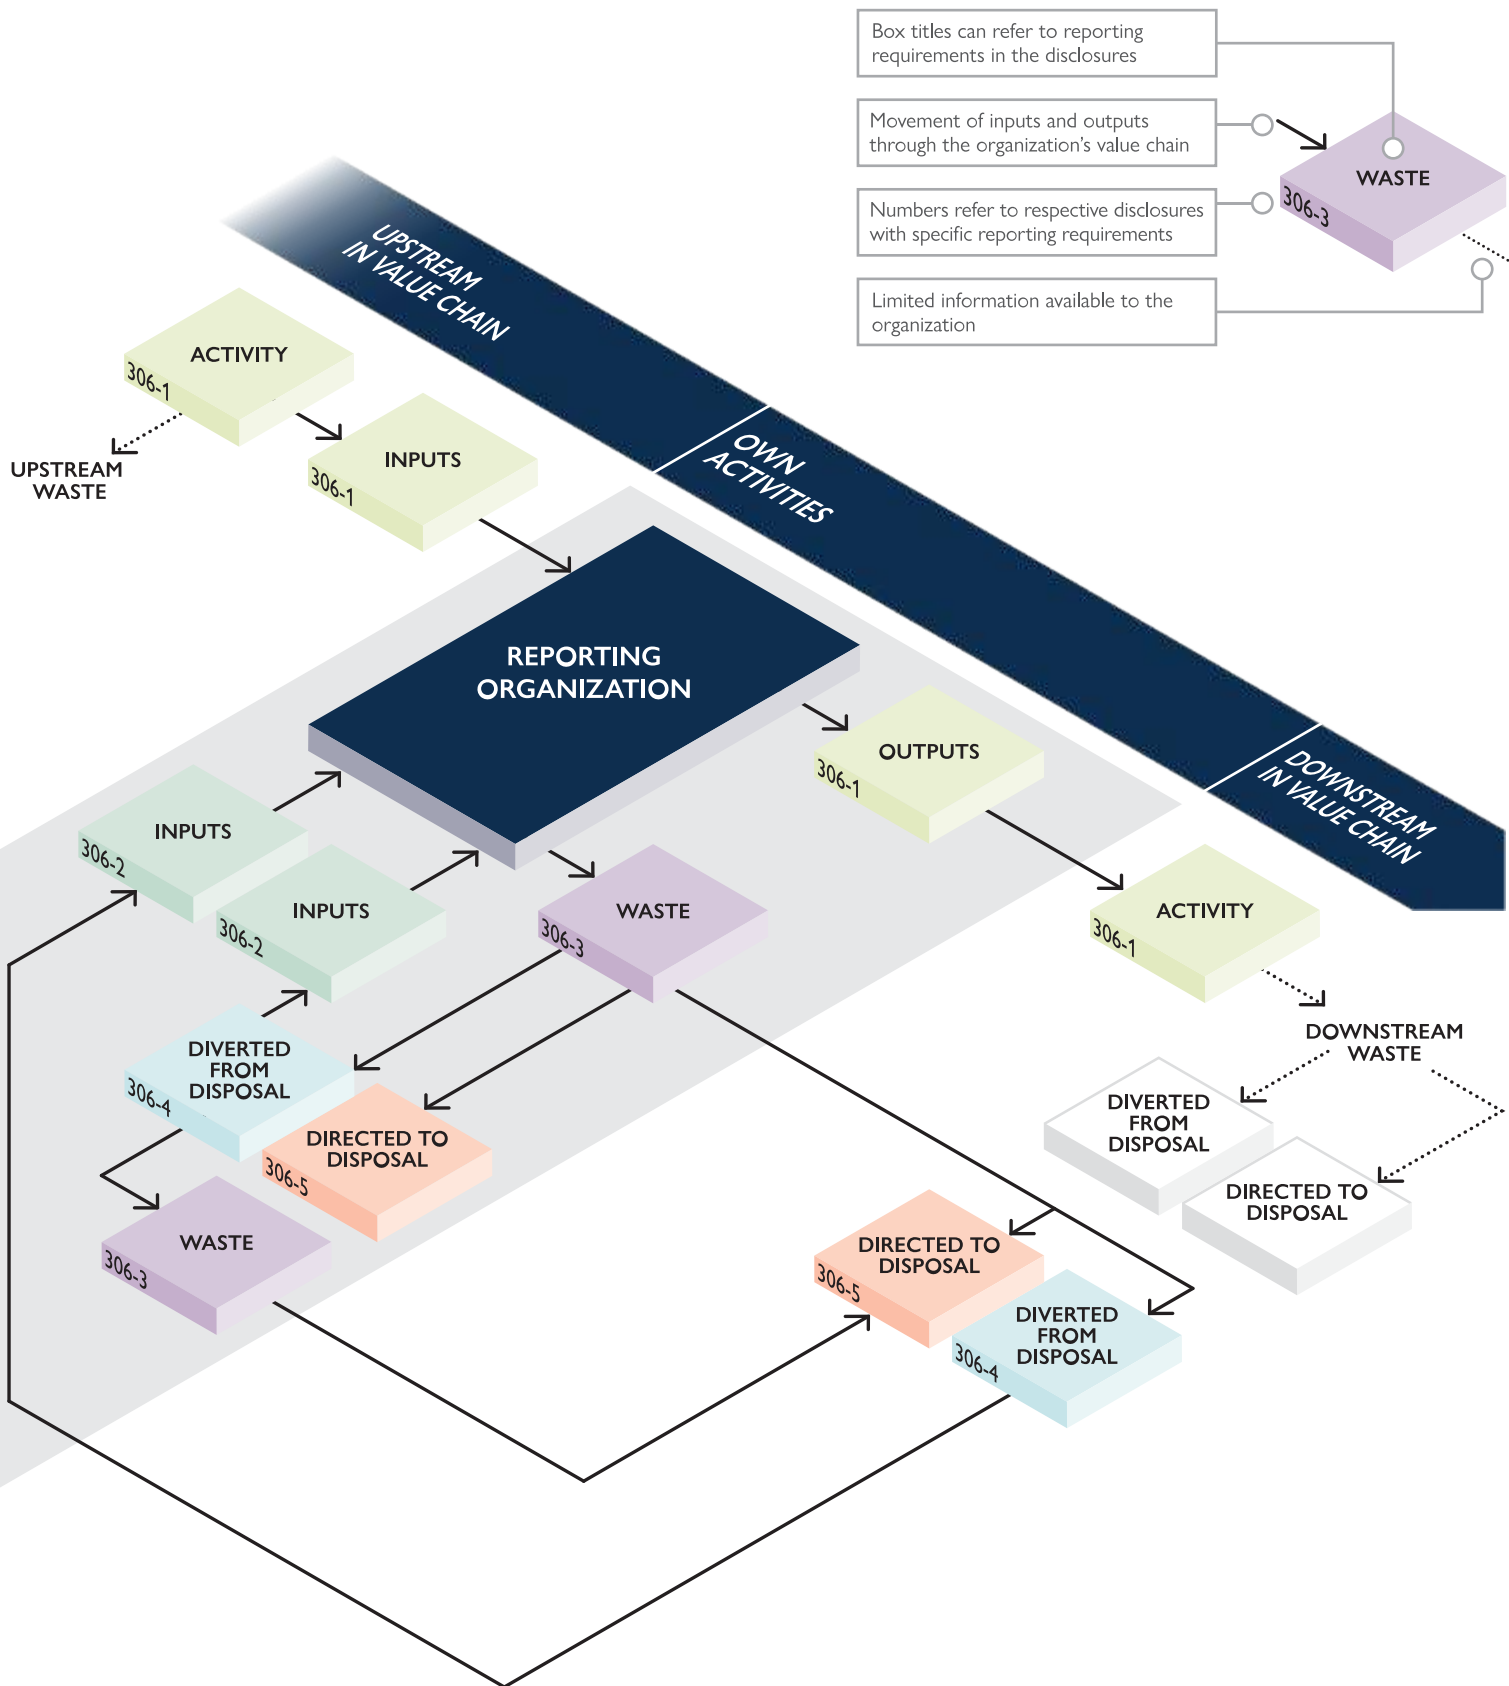 Box titles can refer to reporting
requirements in the disclosures
Movement of inputs and outputs
through the organization's value chain
Numbers refer to respective disclosures
with specific reporting requirements
Limited information available to the
organization
WASTE
306-3
UPSTREAM
IN VALUE CHAIN
OWN
ACTIVITIES
DOWNSTREAM
IN VALUE CHAIN
ACTIVITY
306-1
UPSTREAM
WASTE
INPUTS
306-1
REPORTING
ORGANIZATION
OUTPUTS
306-1
INPUTS
306-2
INPUTS
306-2
WASTE
306-3
ACTIVITY
306-1
DOWNSTREAM
WASTE
DIVERTED
FROM
DISPOSAL
306-4
DIRECTED TO
DISPOSAL
306-5
DIVERTED
FROM
DISPOSAL
DIRECTED TO
DISPOSAL
WASTE
306-3
DIRECTED TO
DISPOSAL
306-5
DIVERTED
FROM
DISPOSAL
306-4